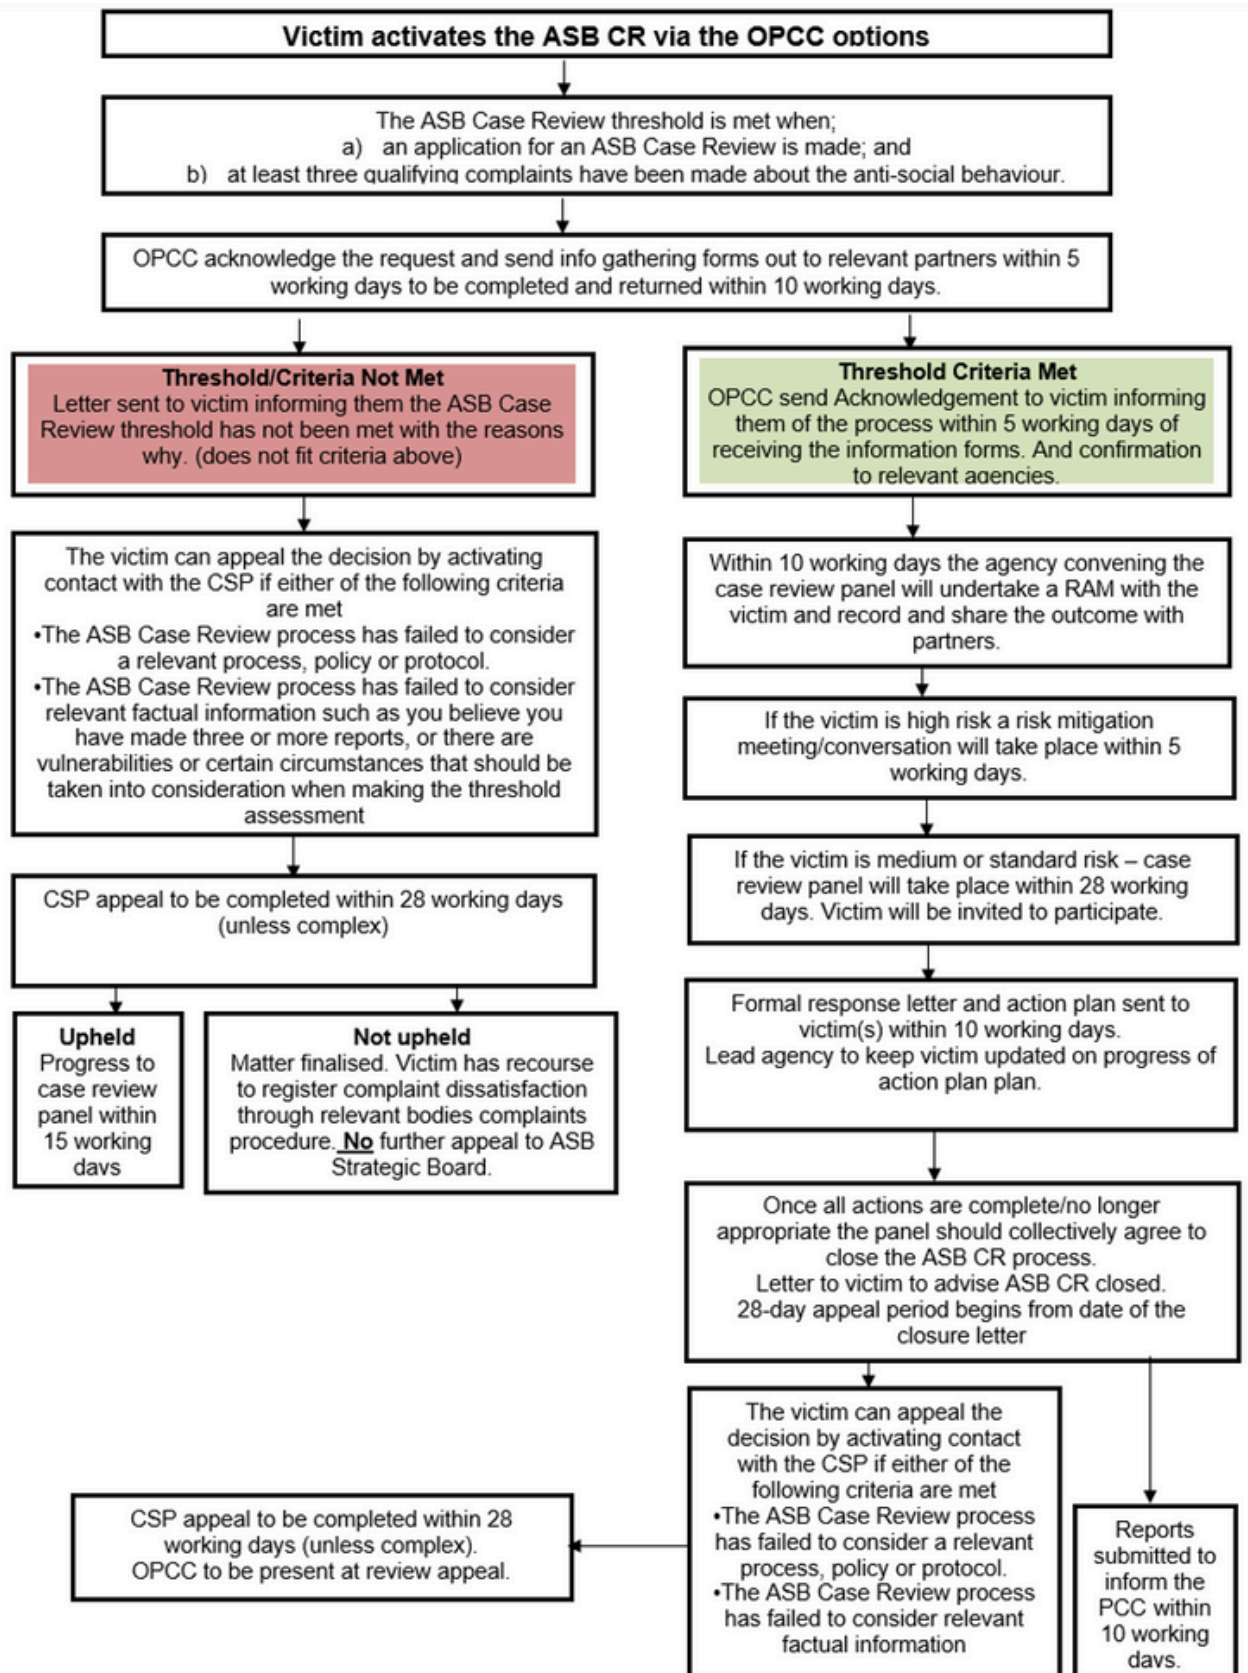 Victim activates the ASB CR via the OPCC options
The ASB Case Review threshold is met when;
a) an application for an ASB Case Review is made; and
b) at least three qualifying complaints have been made about the anti-social behaviour.
OPCC acknowledge the request and send info gathering forms out to relevant partners within 5
working days to be completed and returned within 10 working days.
Threshold/Criteria Not Met
Letter sent to victim informing them the ASB Case
Review threshold has not been met with the reasons
why. (does not fit criteria above)
Threshold Criteria Met
OPCC send Acknowledgement to victim informing
them of the process within 5 working days of
receiving the information forms. And confirmation
to relevant agencies.
The victim can appeal the decision by activating
contact with the CSP if either of the following criteria
are met
•The ASB Case Review process has failed to consider
a relevant process, policy or protocol.
•The ASB Case Review process has failed to consider
relevant factual information such as you believe you
have made three or more reports, or there are
vulnerabilities or certain circumstances that should be
taken into consideration when making the threshold
assessment
CSP appeal to be completed within 28 working days
(unless complex)
Upheld
Progress to
case review
panel within
15 working
days
Not upheld
Matter finalised. Victim has recourse
to register complaint dissatisfaction
through relevant bodies complaints
procedure. No further appeal to ASB
Strategic Board.
Within 10 working days the agency convening the
case review panel will undertake a RAM with the
victim and record and share the outcome with
partners.
If the victim is high risk a risk mitigation
meeting/conversation will take place within 5
working days.
If the victim is medium or standard risk – case
review panel will take place within 28 working
days. Victim will be invited to participate.
Formal response letter and action plan sent to
victim(s) within 10 working days.
Lead agency to keep victim updated on progress of
action plan plan.
Once all actions are complete/no longer
appropriate the panel should collectively agree to
close the ASB CR process.
Letter to victim to advise ASB CR closed.
28-day appeal period begins from date of the
closure letter
The victim can appeal the
decision by activating contact
with the CSP if either of the
following criteria are met
•The ASB Case Review process
has failed to consider a relevant
process, policy or protocol.
•The ASB Case Review process
has failed to consider relevant
factual information
Reports
submitted to
inform the
PCC within
10 working
days.
CSP appeal to be completed within 28
working days (unless complex).
OPCC to be present at review appeal.